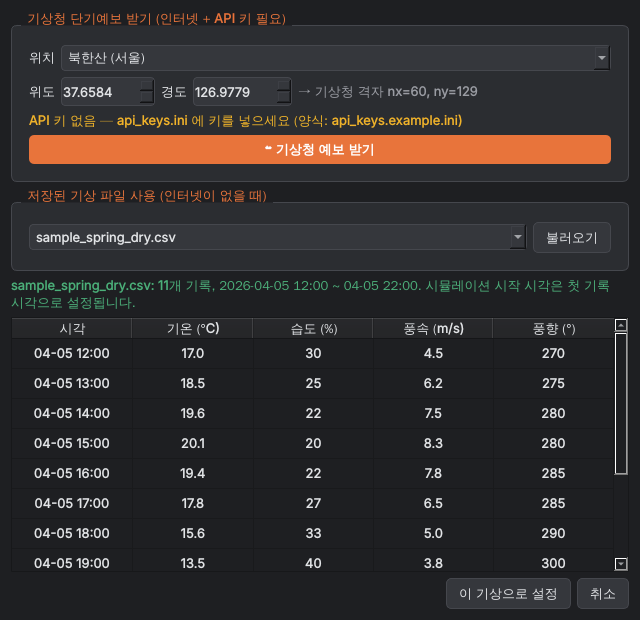 기상청 단기예보 받기 (인터넷 + API 키 필요)
위치 북한산 (서울)
위도 37.6584 경도 126.9779 → 기상청 격자 nx=60, ny=129
API 키 없음 — api_keys.ini 에 키를 넣으세요 (양식: api_keys.example.ini)
기상청 예보 받기
저장된 기상 파일 사용 (인터넷이 없을 때)
sample_spring_dry.csv 불러오기
sample_spring_dry.csv: 11개 기록, 2026-04-05 12:00 ~ 04-05 22:00. 시뮬레이션 시작 시각은 첫 기록
시각으로 설정됩니다.
시각 기온 (°C) 습도 (%) 풍속 (m/s) 풍향 (°)
04-05 12:00 17.0 30 4.5 270
04-05 13:00 18.5 25 6.2 275
04-05 14:00 19.6 22 7.5 280
04-05 15:00 20.1 20 8.3 280
04-05 16:00 19.4 22 7.8 285
04-05 17:00 17.8 27 6.5 285
04-05 18:00 15.6 33 5.0 290
04-05 19:00 13.5 40 3.8 300
이 기상으로 설정 취소